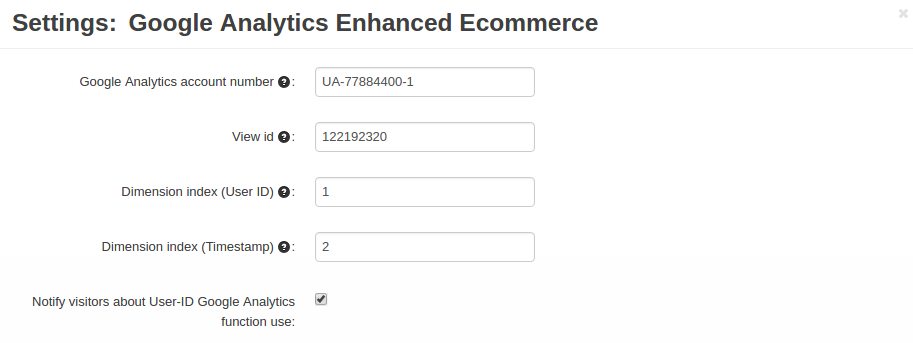 Settings: Google Analytics Enhanced Ecommerce
Google Analytics account number ?: UA-77884400-1
View id ?: 122192320
Dimension index (User ID) ?: 1
Dimension index (Timestamp) ?: 2
Notify visitors about User-ID Google Analytics
function use: